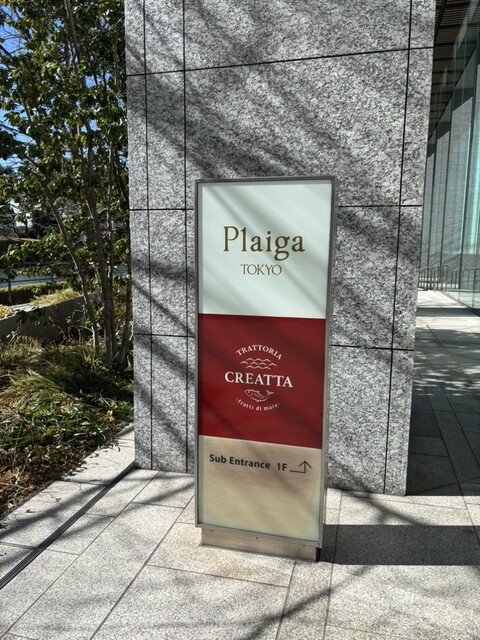 Plaiga
TOKYO
TRATTORIA
CREATTA
・frutti di mare・
Sub Entrance 1F